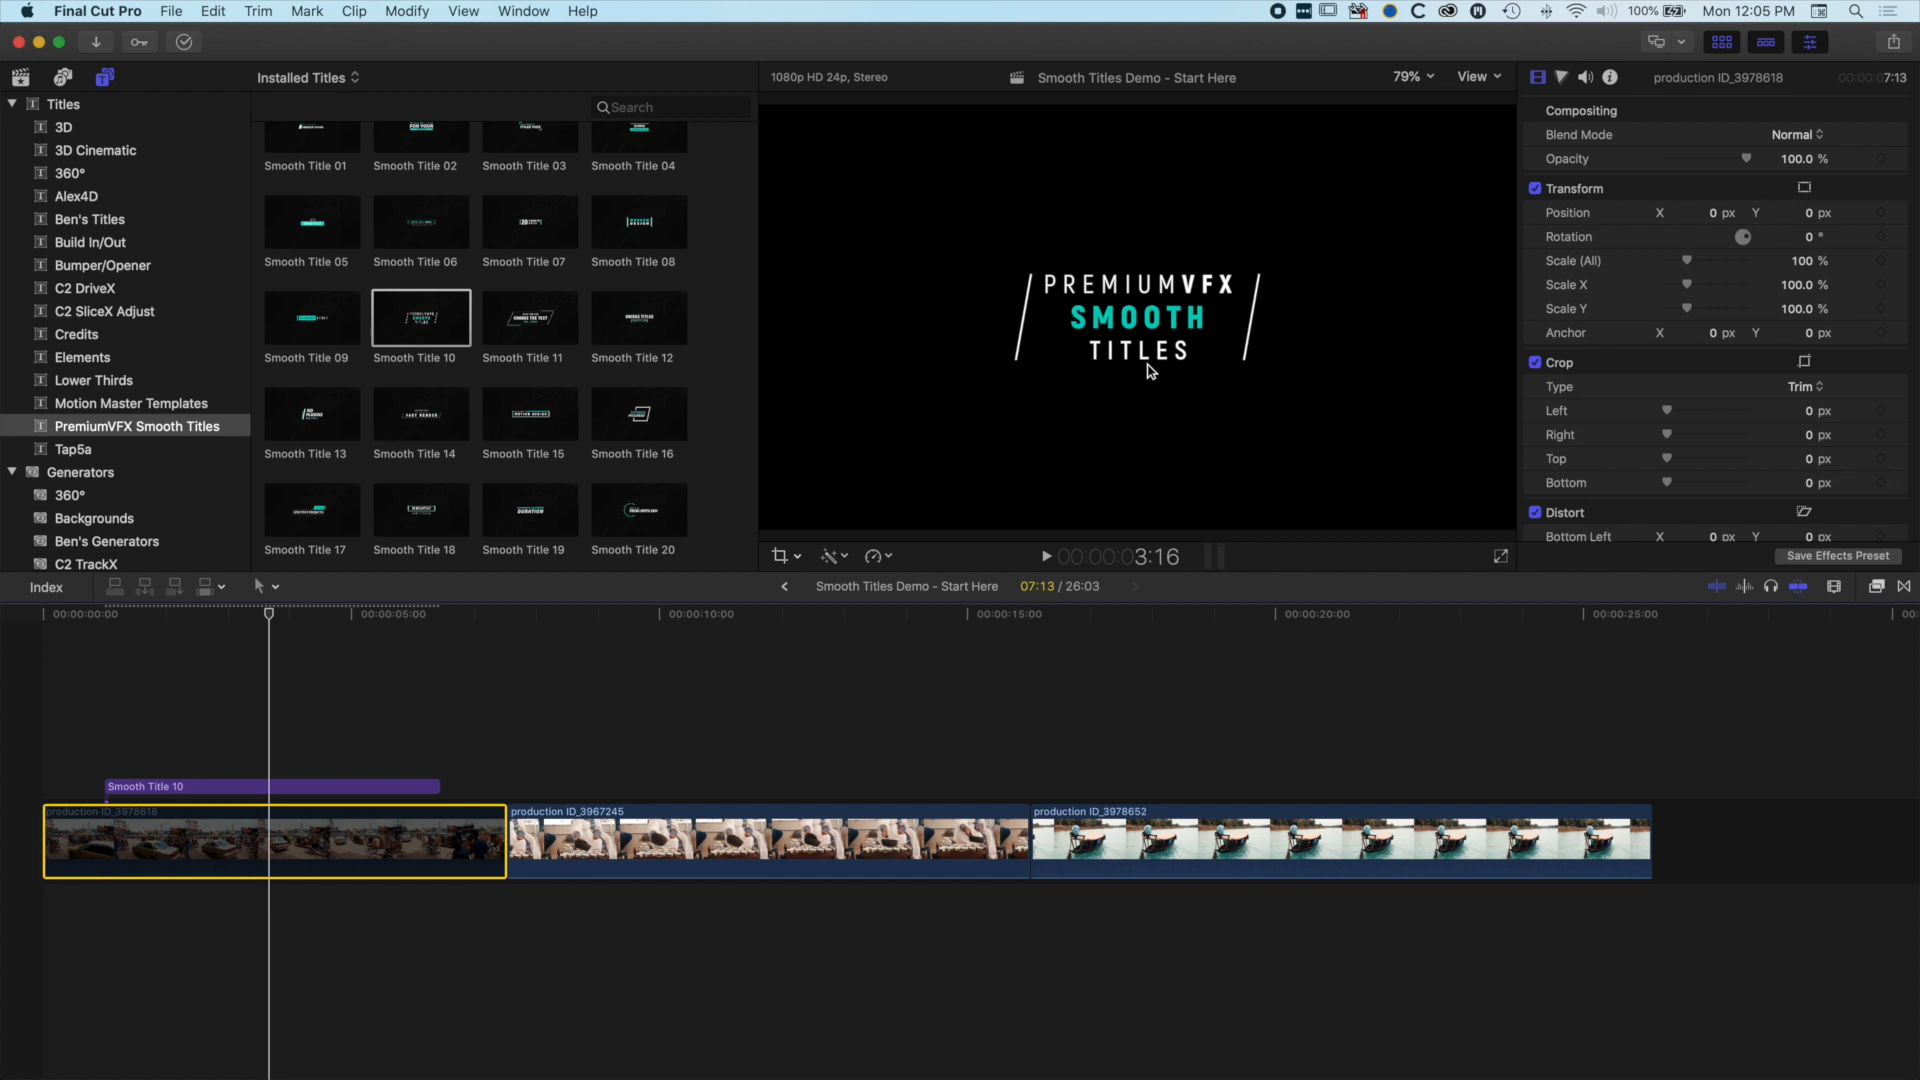 Final Cut Pro File Edit Trim Mark Clip Modify View Window Help
100% Mon 12:05 PM
Installed Titles
1080p HD 24p, Stereo
Smooth Titles Demo - Start Here
79% View
production ID_3978618 00:00:07:13
Titles
3D
3D Cinematic
360°
Alex4D
Ben's Titles
Build In/Out
Bumper/Opener
C2 DriveX
C2 SliceX Adjust
Credits
Elements
Lower Thirds
Motion Master Templates
PremiumVFX Smooth Titles
Tap5a
Generators
360°
Backgrounds
Ben's Generators
C2 TrackX
Search
Smooth Title 01 Smooth Title 02 Smooth Title 03 Smooth Title 04
Smooth Title 05 Smooth Title 06 Smooth Title 07 Smooth Title 08
Smooth Title 09 Smooth Title 10 Smooth Title 11 Smooth Title 12
Smooth Title 13 Smooth Title 14 Smooth Title 15 Smooth Title 16
Smooth Title 17 Smooth Title 18 Smooth Title 19 Smooth Title 20
PREMIUMVFX
SMOOTH
TITLES
00:00:03:16
Compositing
Blend Mode Normal
Opacity 100.0 %
Transform
Position X 0 px Y 0 px
Rotation 0 °
Scale (All) 100 %
Scale X 100.0 %
Scale Y 100.0 %
Anchor X 0 px Y 0 px
Crop
Type Trim
Left 0 px
Right 0 px
Top 0 px
Bottom 0 px
Distort
Bottom Left X 0 px Y 0 px
Save Effects Preset
Index
Smooth Titles Demo - Start Here 07:13 / 26:03
00:00:00:00 00:00:05:00 00:00:10:00 00:00:15:00 00:00:20:00 00:00:25:00 00:
Smooth Title 10
production ID_3978618 production ID_3967245 production ID_3978652